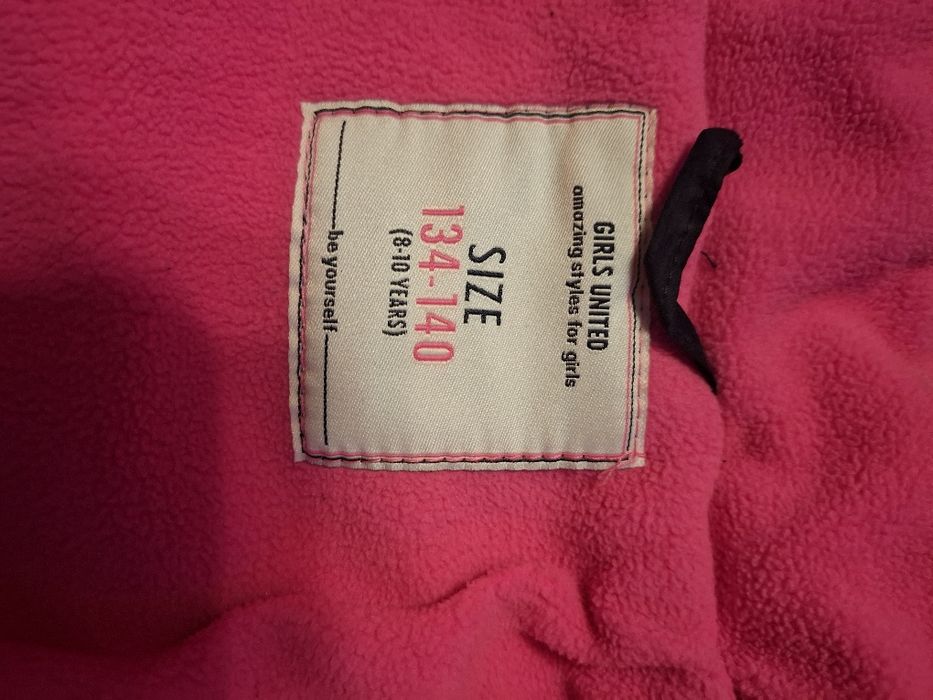 GIRLS UNITED
amazing styles for girls
SIZE
134-140
(8-10 YEARS)
be yourself